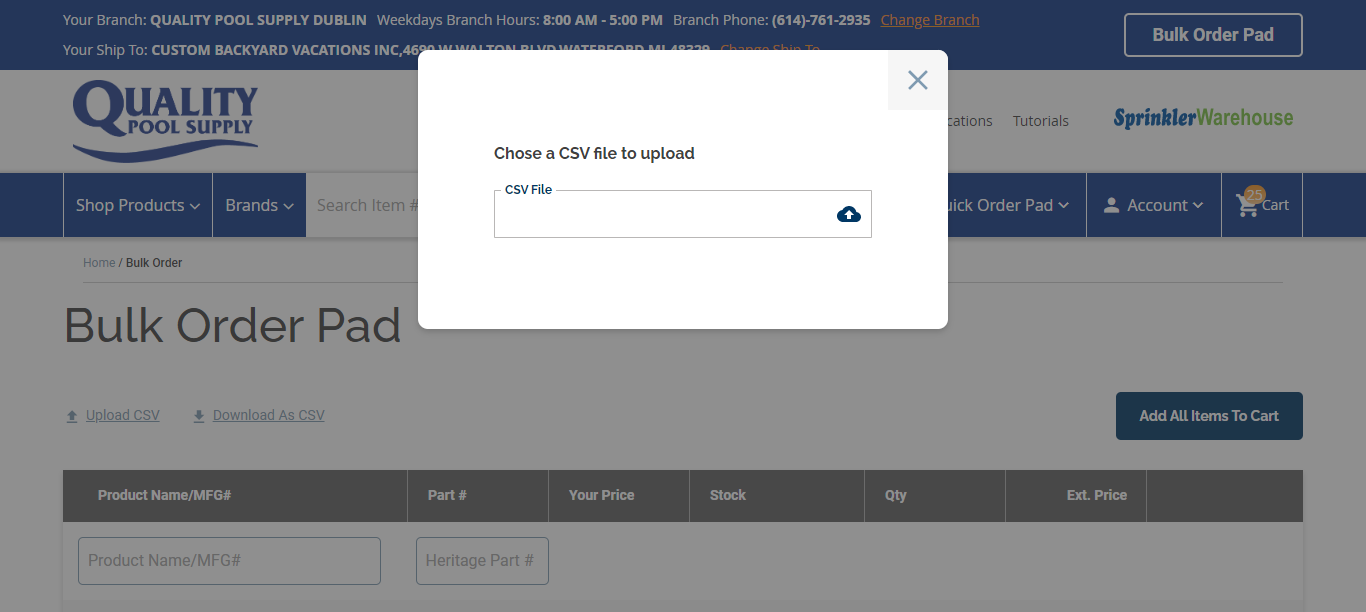 Your Branch: QUALITY POOL SUPPLY DUBLIN Weekdays Branch Hours: 8:00 AM - 5:00 PM Branch Phone: (614)-761-2935 Change Branch
Bulk Order Pad
Your Ship To: CUSTOM BACKYARD VACATIONS INC,4690 W WALTON BLVD,WATERFORD MI 48329 Change Ship To
QUALITY
POOL SUPPLY
Tutorials
SprinklerWarehouse
Chose a CSV file to upload
CSV File
Shop Products
Brands
Search Item #
Order Pad
Account
25
Cart
Home / Bulk Order
Bulk Order Pad
Upload CSV
Download As CSV
Add All Items To Cart
Product Name/MFG# Part # Your Price Stock Qty Ext. Price
Product Name/MFG# Heritage Part #